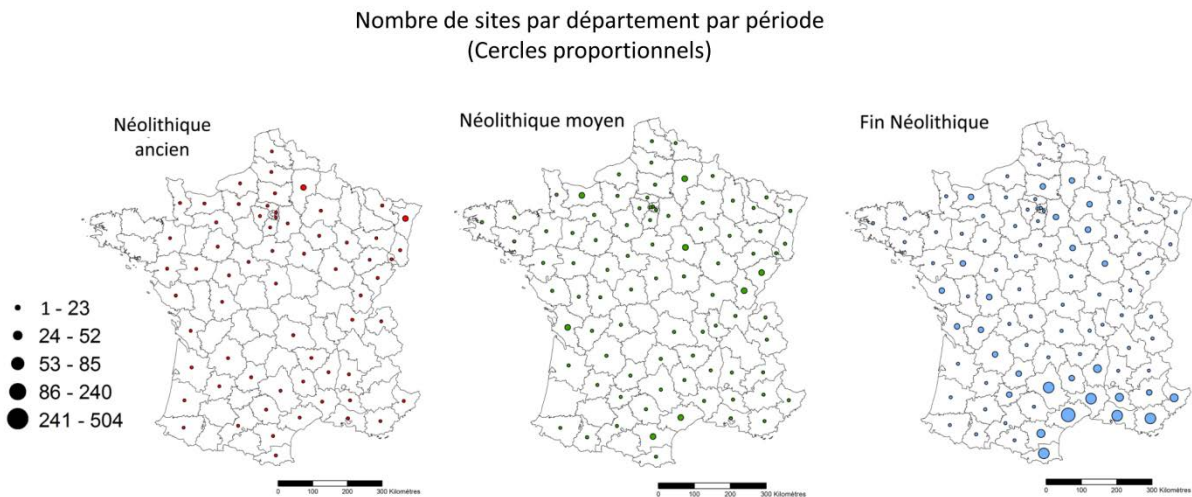 Nombre de sites par département par période
(Cercles proportionnels)
Néolithique
ancien
Néolithique moyen
Fin Néolithique
1 - 23
24 - 52
53 - 85
86 - 240
241 - 504
0 100 200 300 Kilomètres
0 100 200 300 Kilomètres
0 100 200 300 Kilomètres